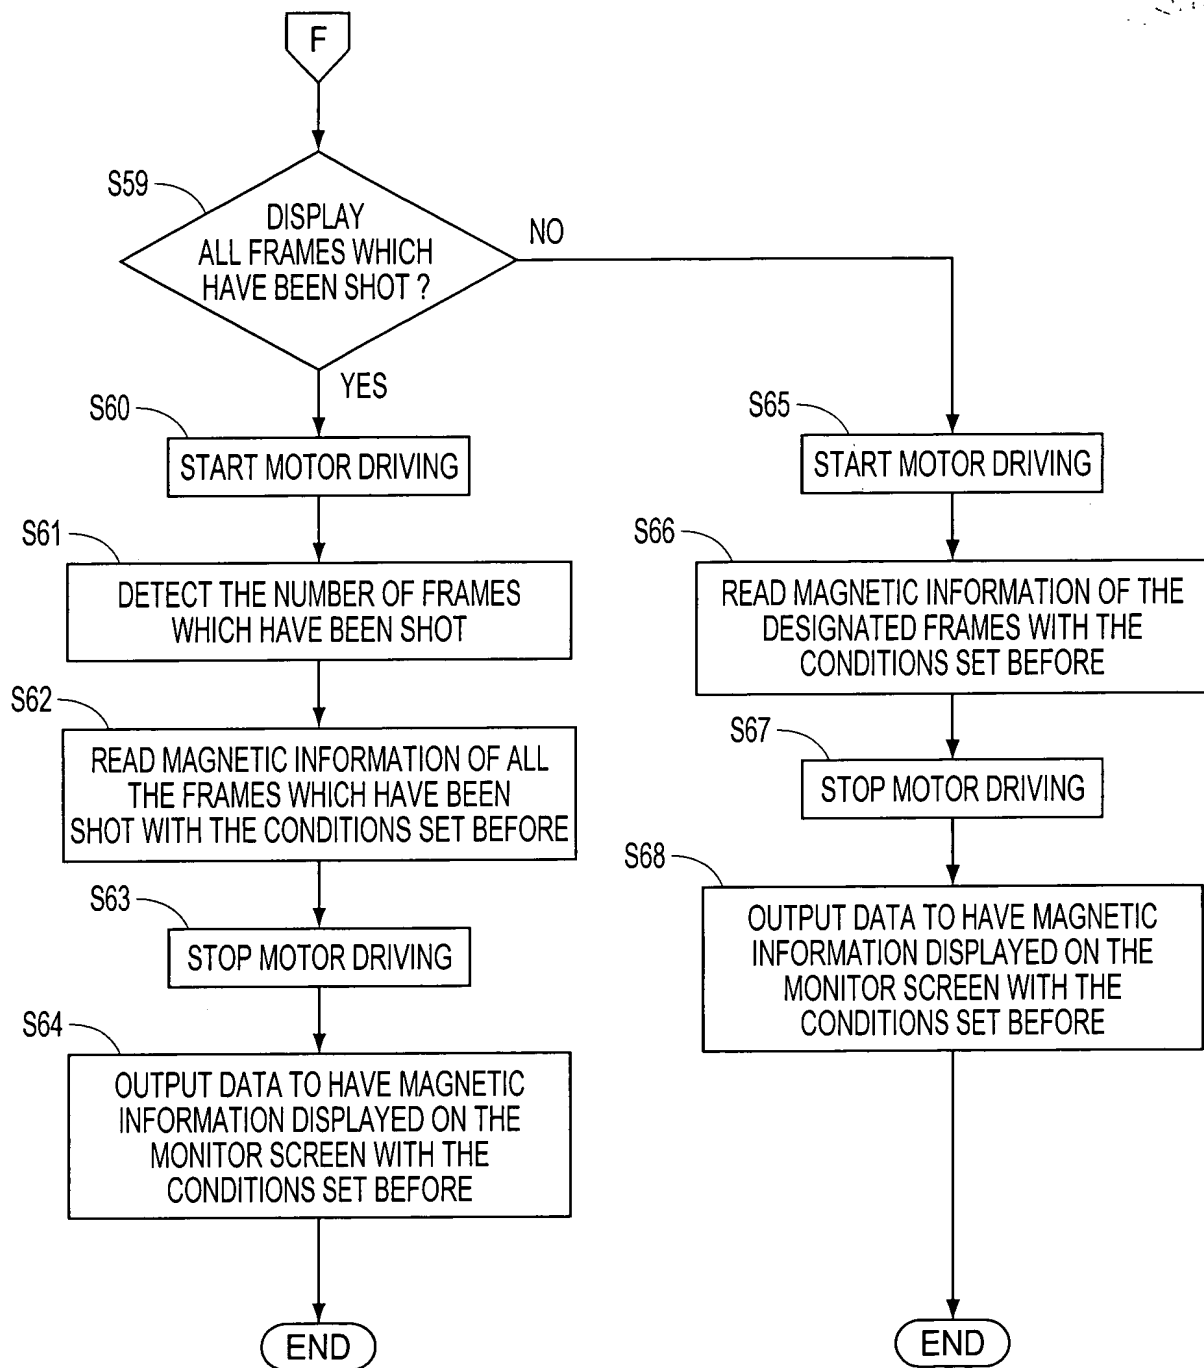 F
S59
DISPLAY
ALL FRAMES WHICH
HAVE BEEN SHOT ?
NO
YES
S60
START MOTOR DRIVING
S61
DETECT THE NUMBER OF FRAMES
WHICH HAVE BEEN SHOT
S62
READ MAGNETIC INFORMATION OF ALL
THE FRAMES WHICH HAVE BEEN
SHOT WITH THE CONDITIONS SET BEFORE
S63
STOP MOTOR DRIVING
S64
OUTPUT DATA TO HAVE MAGNETIC
INFORMATION DISPLAYED ON THE
MONITOR SCREEN WITH THE
CONDITIONS SET BEFORE
END
S65
START MOTOR DRIVING
S66
READ MAGNETIC INFORMATION OF THE
DESIGNATED FRAMES WITH THE
CONDITIONS SET BEFORE
S67
STOP MOTOR DRIVING
S68
OUTPUT DATA TO HAVE MAGNETIC
INFORMATION DISPLAYED ON THE
MONITOR SCREEN WITH THE
CONDITIONS SET BEFORE
END